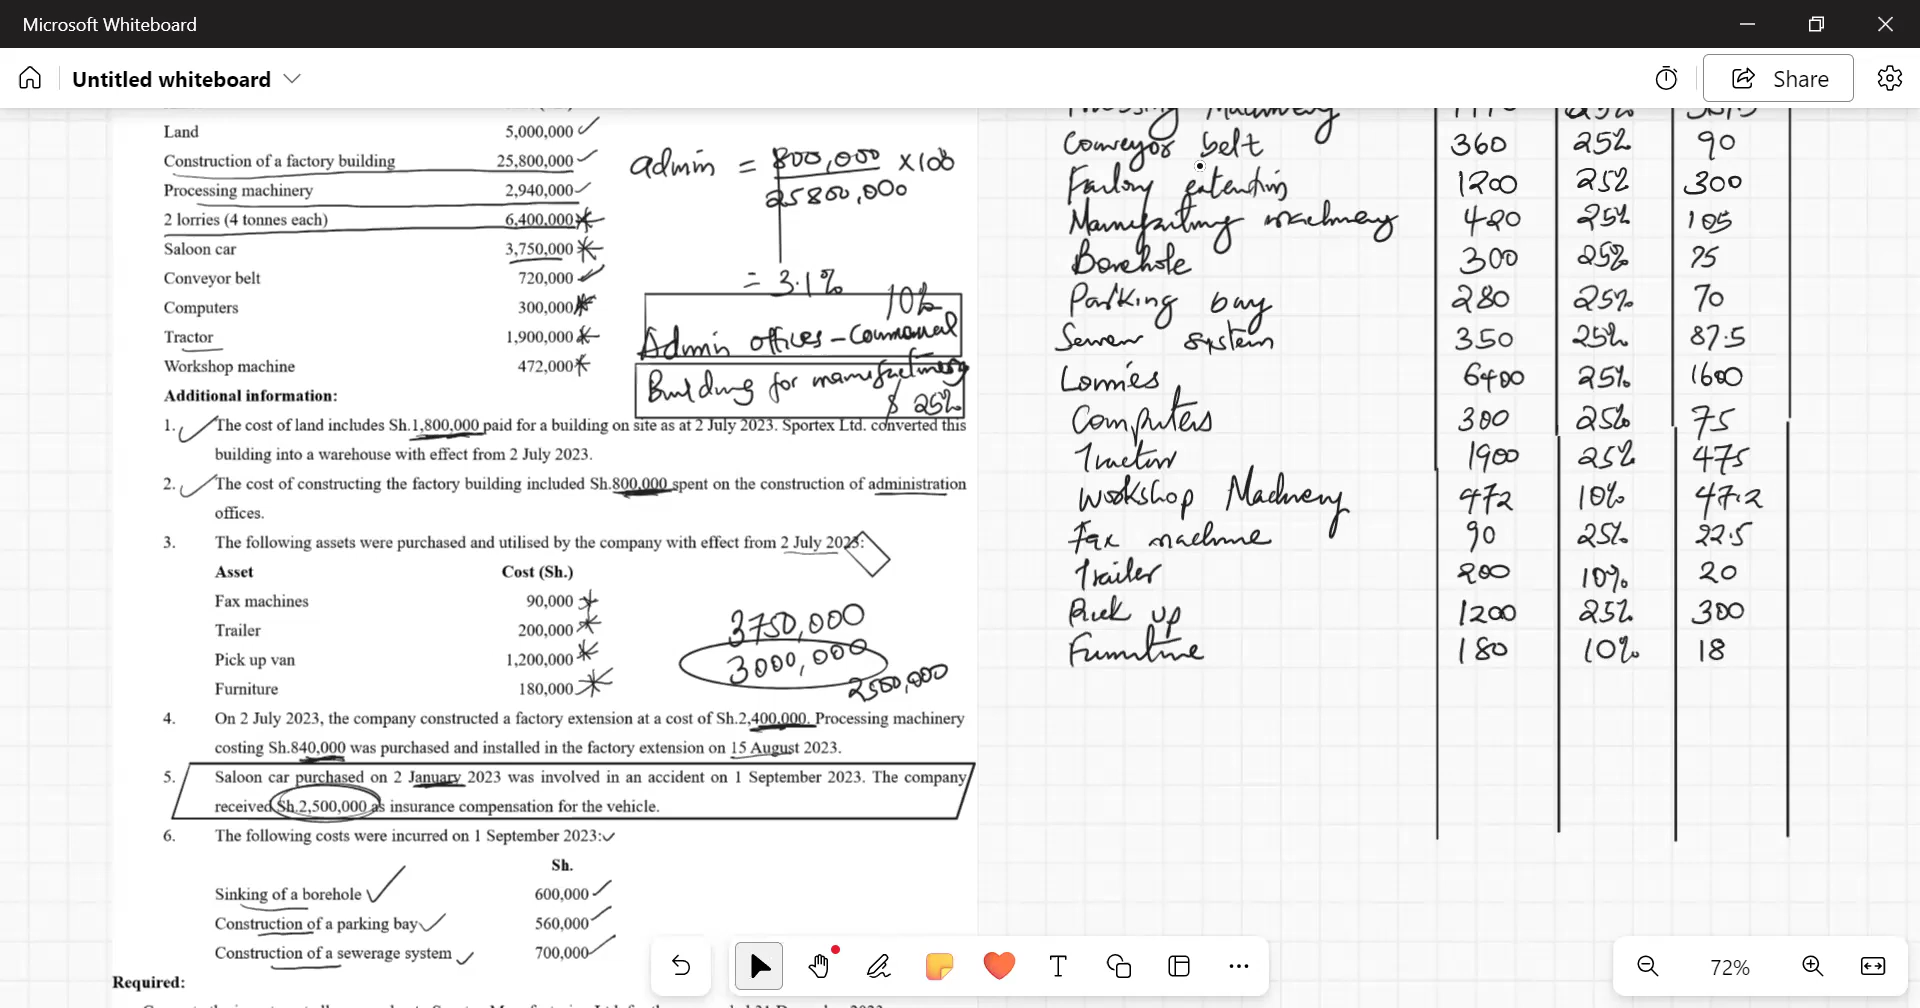 Microsoft Whiteboard
Untitled whiteboard
Share
Land 5,000,000
Construction of a factory building 25,800,000
Processing machinery 2,940,000
2 lorries (4 tonnes each) 6,400,000
Saloon car 3,750,000
Conveyor belt 720,000
Computers 300,000
Tractor 1,900,000
Workshop machine 472,000
admin = 800,000 x100
25800,000
= 3.1%
10%
Admin offices - Commercial
Building for manufacturing
25%
Additional information:
1. The cost of land includes Sh.1,800,000 paid for a building on site as at 2 July 2023. Sportex Ltd. converted this
building into a warehouse with effect from 2 July 2023.
2. The cost of constructing the factory building included Sh.800,000 spent on the construction of administration
offices.
3. The following assets were purchased and utilised by the company with effect from 2 July 2023:
Asset Cost (Sh.)
Fax machines 90,000
Trailer 200,000
Pick up van 1,200,000
Furniture 180,000
3750,000
3000,000
2500,000
4. On 2 July 2023, the company constructed a factory extension at a cost of Sh.2,400,000. Processing machinery
costing Sh.840,000 was purchased and installed in the factory extension on 15 August 2023.
5. Saloon car purchased on 2 January 2023 was involved in an accident on 1 September 2023. The company
received Sh.2,500,000 as insurance compensation for the vehicle.
6. The following costs were incurred on 1 September 2023:
Sh.
Sinking of a borehole 600,000
Construction of a parking bay 560,000
Construction of a sewerage system 700,000
Required:
Machinery 25%
Conveyor belt 360 25% 90
Factory extention 1200 25% 300
Manufacturing machinery 420 25% 105
Borehole 300 25% 75
Parking bay 280 25% 70
Sewer system 350 25% 87.5
Lorries 6400 25% 1600
Computers 300 25% 75
Tractor 1900 25% 475
Workshop Machinery 472 10% 47.2
Fax machine 90 25% 22.5
Trailer 200 10% 20
Pick up 1200 25% 300
Furniture 180 10% 18
72%